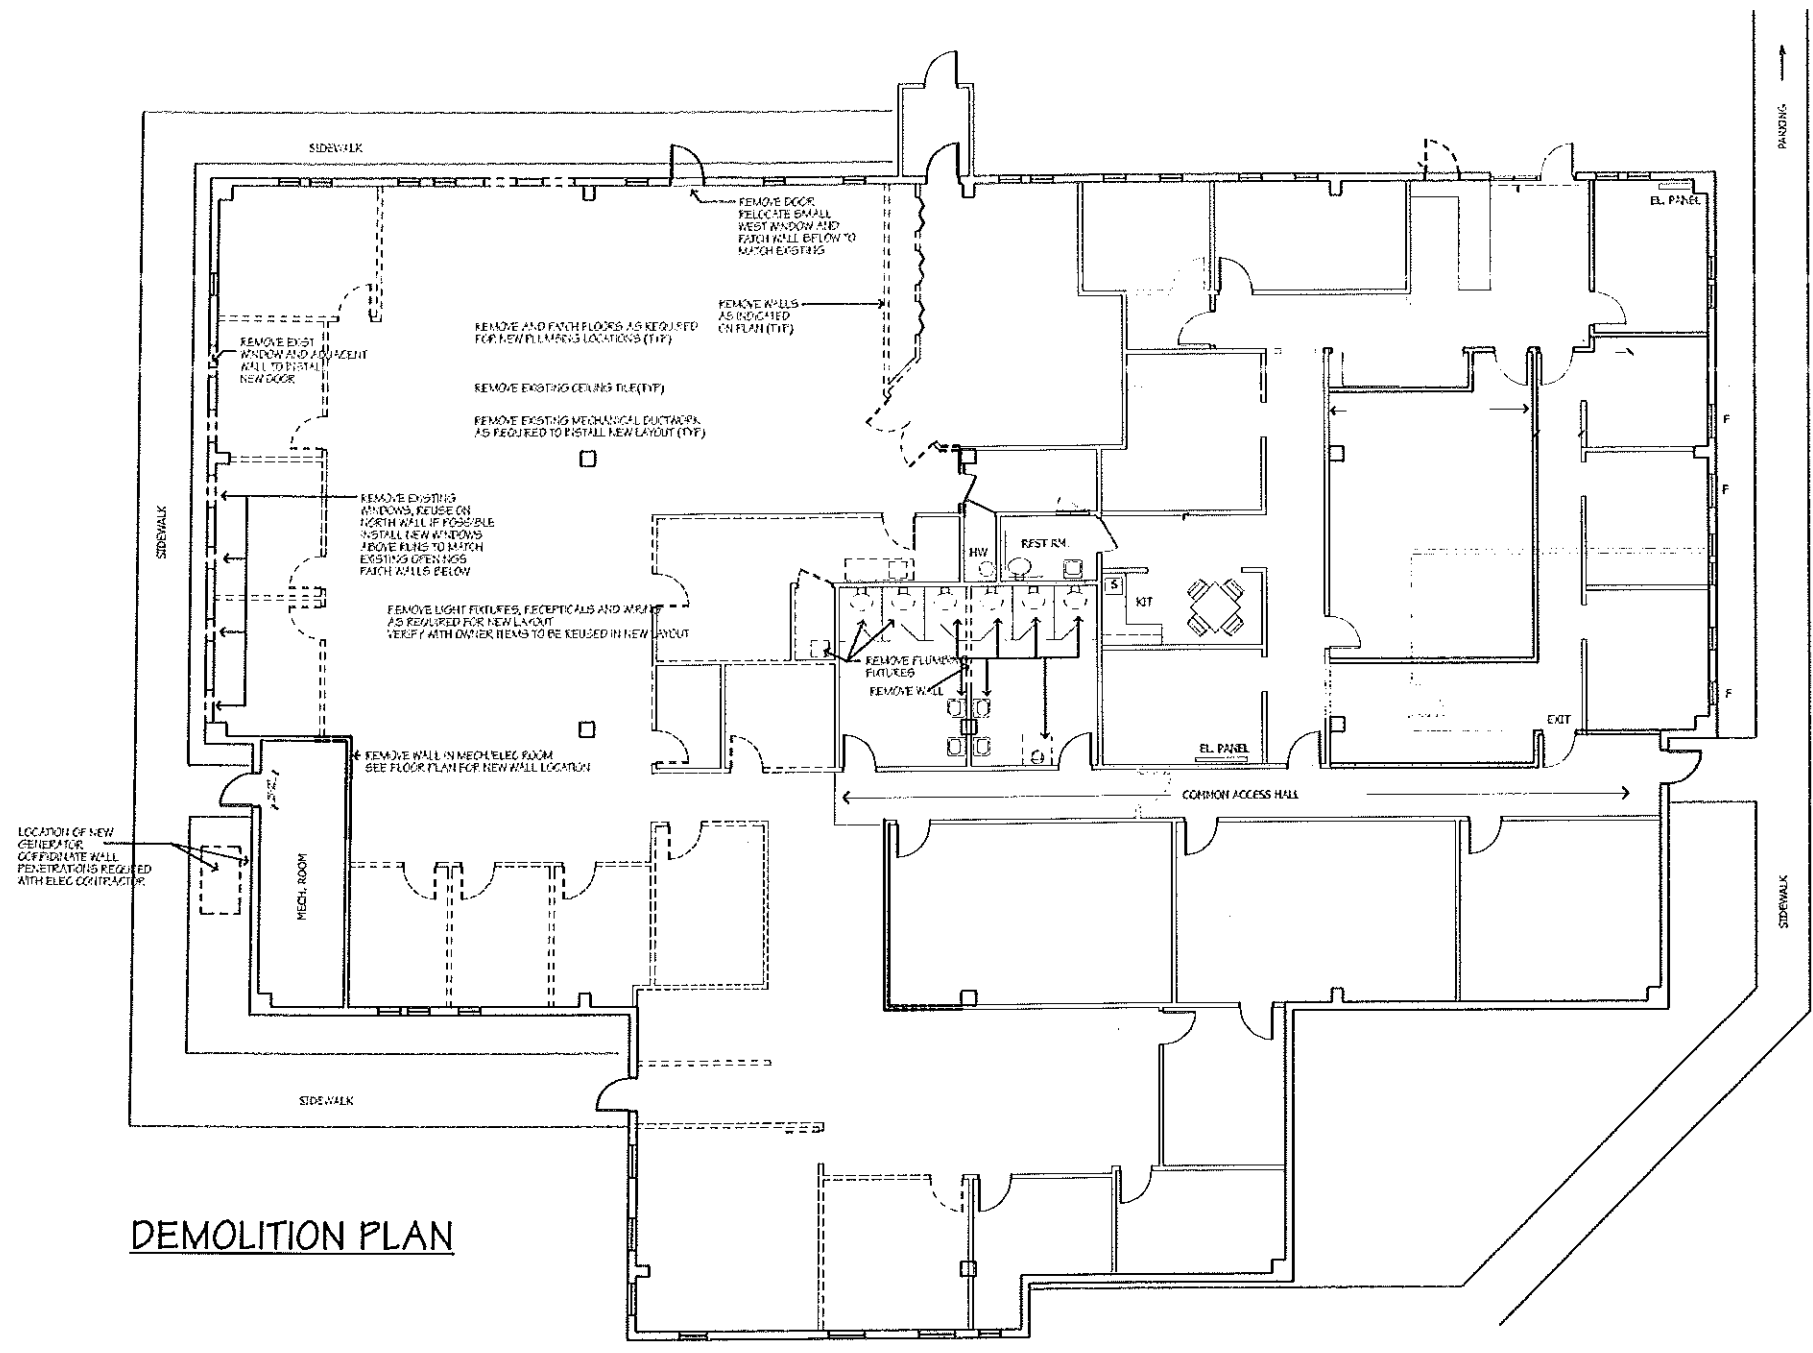 PARKING
SIDEWALK
EL. PANEL
REMOVE DOOR
RELOCATE SMALL
WEST WINDOW AND
PATCH WALL BELOW TO
MATCH EXISTING
REMOVE WALLS
AS INDICATED
ON PLAN (TYP)
REMOVE AND PATCH FLOORS AS REQUIRED
FOR NEW PLUMBING LOCATIONS (TYP)
REMOVE EXIST
WINDOW AND ADJACENT
WALL TO INSTALL
NEW DOOR
REMOVE EXISTING CEILING TILE(TYP)
REMOVE EXISTING MECHANICAL DUCTWORK
AS REQUIRED TO INSTALL NEW LAYOUT (TYP)
F
F
F
SIDEWALK
REMOVE EXISTING
WINDOWS, REUSE ON
NORTH WALL IF POSSIBLE
INSTALL NEW WINDOWS
ABOVE RUNS TO MATCH
EXISTING OPENINGS
PATCH WALLS BELOW
HW
REST RM.
S
KIT
REMOVE LIGHT FIXTURES, RECEPTICALS AND WIRING
AS REQUIRED FOR NEW LAYOUT
VERIFY WITH OWNER ITEMS TO BE REUSED IN NEW LAYOUT
REMOVE PLUMBING
FIXTURES
REMOVE WALL
EXIT
EL. PANEL
REMOVE WALL IN MECH/ELEC ROOM
SEE FLOOR PLAN FOR NEW WALL LOCATION
COMMON ACCESS HALL
LOCATION OF NEW
GENERATOR
COORDINATE WALL
PENETRATIONS REQUIRED
WITH ELEC CONTRACTOR
MECH. ROOM
SIDEWALK
SIDEWALK
DEMOLITION PLAN